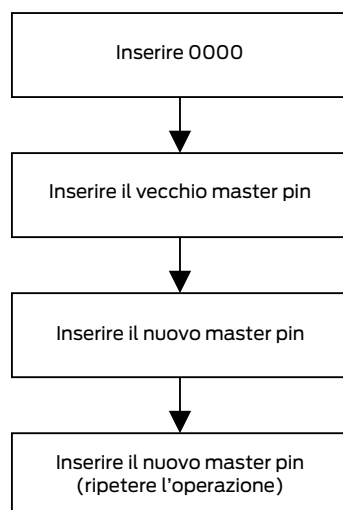 Inserire 0000
Inserire il vecchio master pin
Inserire il nuovo master pin
Inserire il nuovo master pin
(ripetere l’operazione)